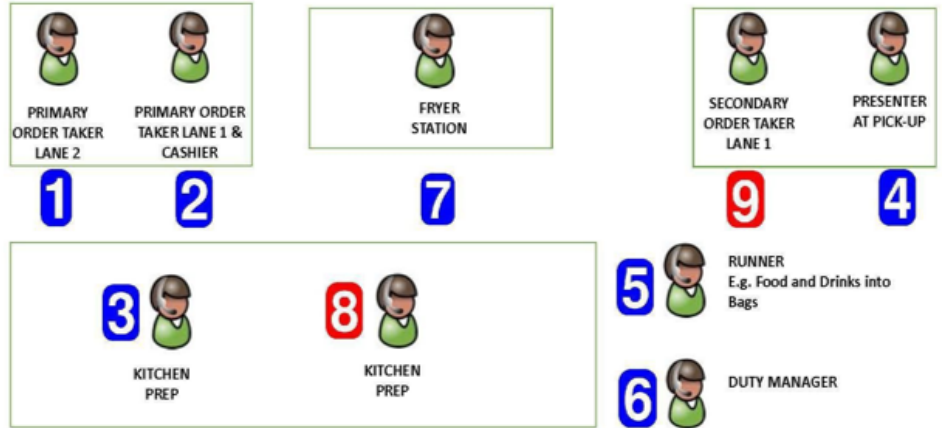 PRIMARY
ORDER TAKER
LANE 2
PRIMARY ORDER
TAKER LANE 1 &
CASHIER
FRYER
STATION
SECONDARY
ORDER TAKER
LANE 1
PRESENTER
AT PICK-UP
1
2
7
9
4
3
KITCHEN
PREP
8
KITCHEN
PREP
5
RUNNER
E.g. Food and Drinks into
Bags
6
DUTY MANAGER